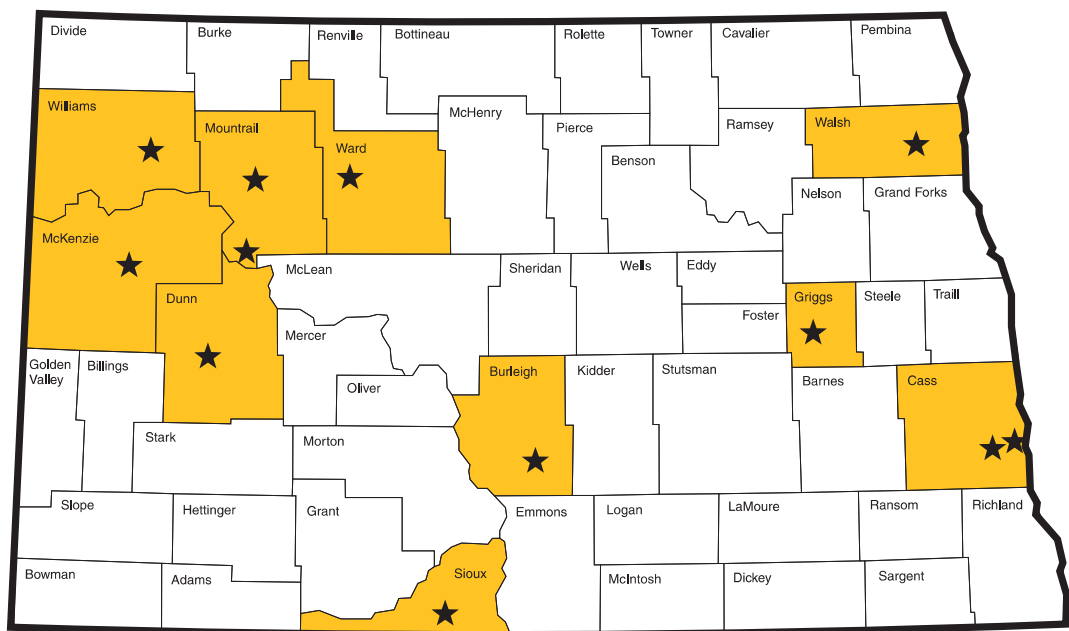 Divide
Burke
Renville
Bottineau
Rolette
Towner
Cavalier
Pembina
Williams
Mountrail
Ward
McHenry
Pierce
Ramsey
Walsh
Benson
Nelson
Grand Forks
McKenzie
McLean
Sheridan
Wells
Eddy
Dunn
Griggs
Steele
Traill
Foster
Mercer
Golden
Valley
Billings
Burleigh
Kidder
Stutsman
Barnes
Cass
Oliver
Stark
Morton
Slope
Hettinger
Grant
Emmons
Logan
LaMoure
Ransom
Richland
Bowman
Adams
Sioux
McIntosh
Dickey
Sargent